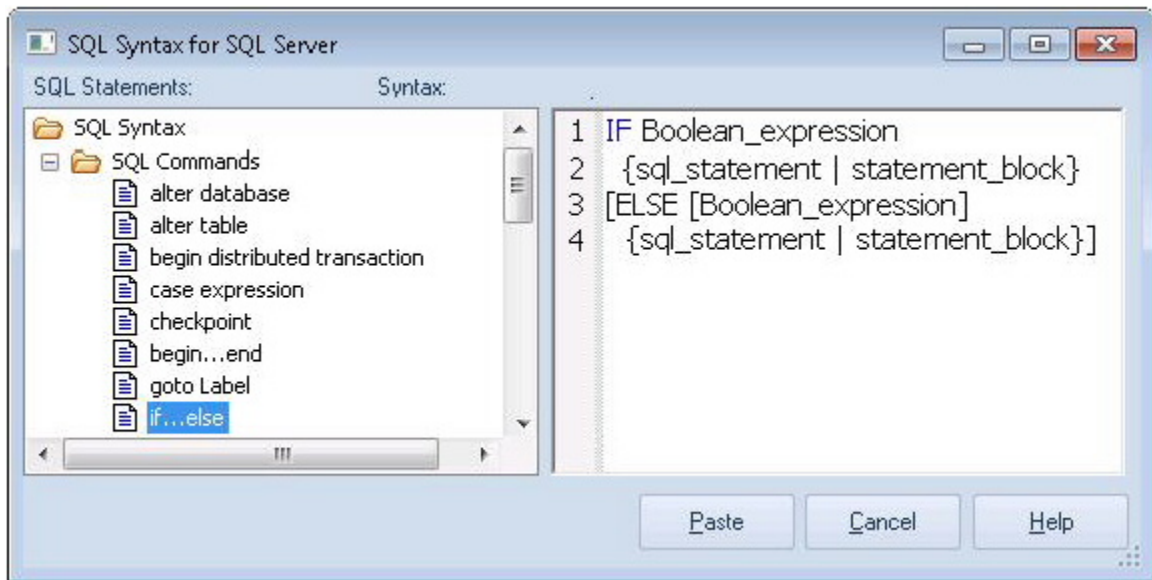 SQL Syntax for SQL Server
SQL Statements: Syntax:
SQL Syntax
SQL Commands
alter database
alter table
begin distributed transaction
case expression
checkpoint
begin...end
goto Label
if...else
1 IF Boolean_expression
2 {sql_statement | statement_block}
3 [ELSE [Boolean_expression]
4 {sql_statement | statement_block}]
Paste Cancel Help